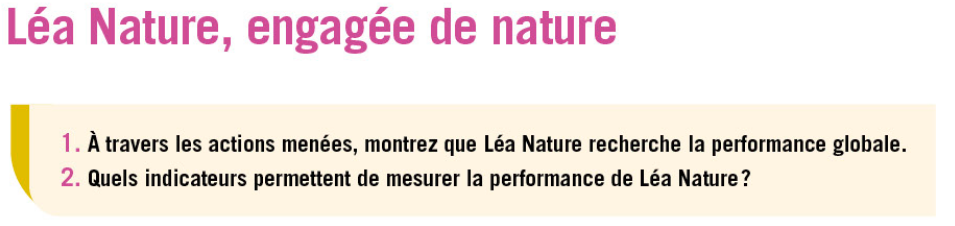 Léa Nature, engagée de nature
1. À travers les actions menées, montrez que Léa Nature recherche la performance globale.
2. Quels indicateurs permettent de mesurer la performance de Léa Nature ?